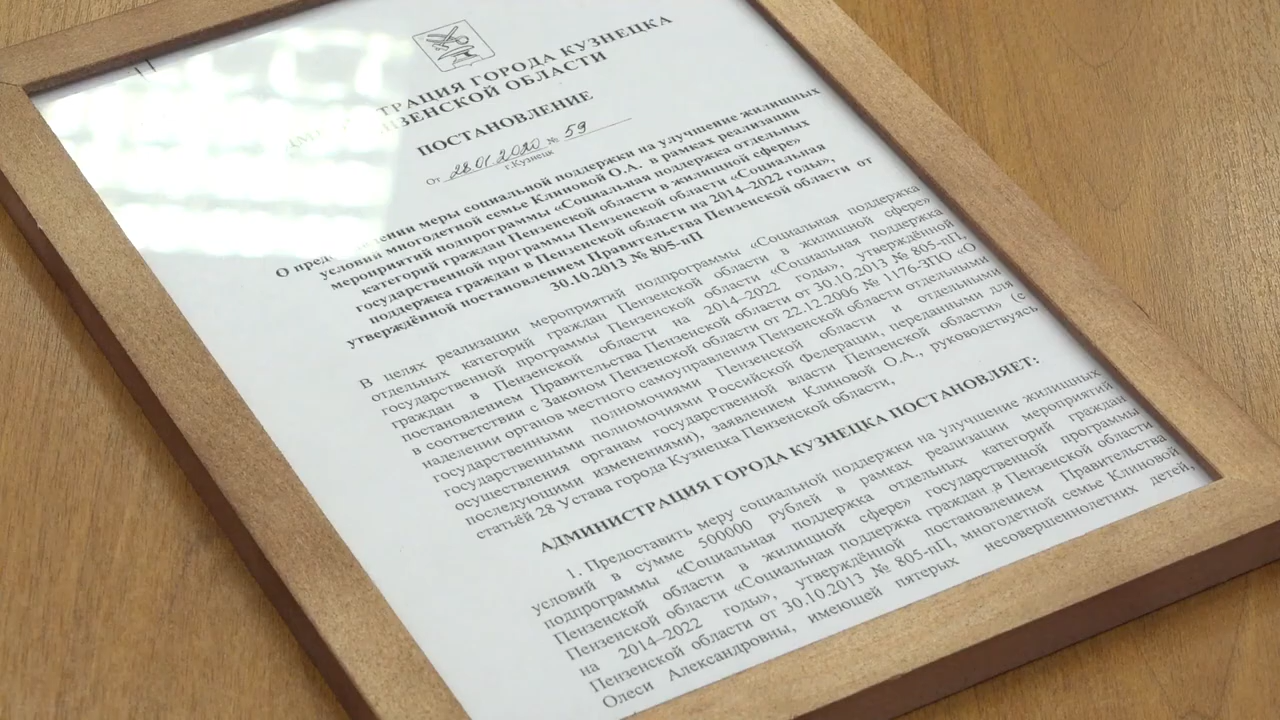 ТРАЦИЯ ГОРОДА КУЗНЕЦКА
ПЕНЗЕНСКОЙ ОБЛАСТИ
ПОСТАНОВЛЕНИЕ
От 28.01.2020 № 59
г.Кузнецк
О пред ении меры социальной поддержки на улучшение жилищных
условий многодетной семье Клиновой О.А. в рамках реализации
мероприятий подпрограммы «Социальная поддержка отдельных
категорий граждан Пензенской области в жилищной сфере»
государственной программы Пензенской области «Социальная
поддержка граждан в Пензенской области на 2014–2022 годы»,
утверждённой постановлением Правительства Пензенской области от
30.10.2013 № 805-пП
В целях реализации мероприятий подпрограммы «Социальная поддержка
отдельных категорий граждан Пензенской области в жилищной сфере»
государственной программы Пензенской области «Социальная поддержка
граждан в Пензенской области на 2014–2022 годы», утверждённой
постановлением Правительства Пензенской области от 30.10.2013 № 805-пП,
в соответствии с Законом Пензенской области от 22.12.2006 № 1176-ЗПО «О
наделении органов местного самоуправления Пензенской области отдельными
государственными полномочиями Пензенской области и отдельными
государственными полномочиями Российской Федерации, переданными для
осуществления органам государственной власти Пензенской области» (с
последующими изменениями), заявлением Клиновой О.А., руководствуясь
статьёй 28 Устава города Кузнецка Пензенской области,
АДМИНИСТРАЦИЯ ГОРОДА КУЗНЕЦКА ПОСТАНОВЛЯЕТ:
1. Предоставить меру социальной поддержки на улучшение жилищных
условий в сумме 500000 рублей в рамках реализации мероприятий
подпрограммы «Социальная поддержка отдельных категорий граждан
Пензенской области в жилищной сфере» государственной программы
Пензенской области «Социальная поддержка граждан в Пензенской области
на 2014–2022 годы», утверждённой постановлением Правительства
Пензенской области от 30.10.2013 № 805-пП, многодетной семье Клиновой
Олеси Александровны, имеющей пятерых несовершеннолетних детей.